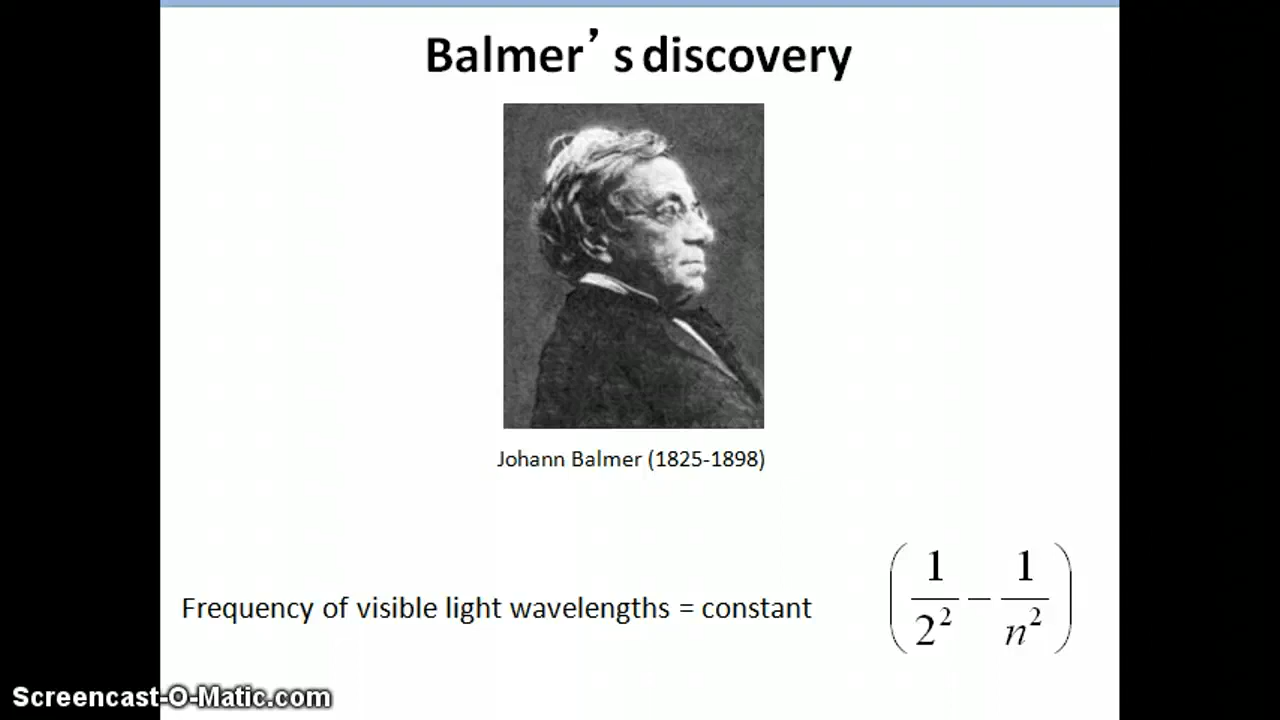 Balmer’s discovery
Johann Balmer (1825-1898)
Frequency of visible light wavelengths = constant (1/2² − 1/n²)
Screencast-O-Matic.com